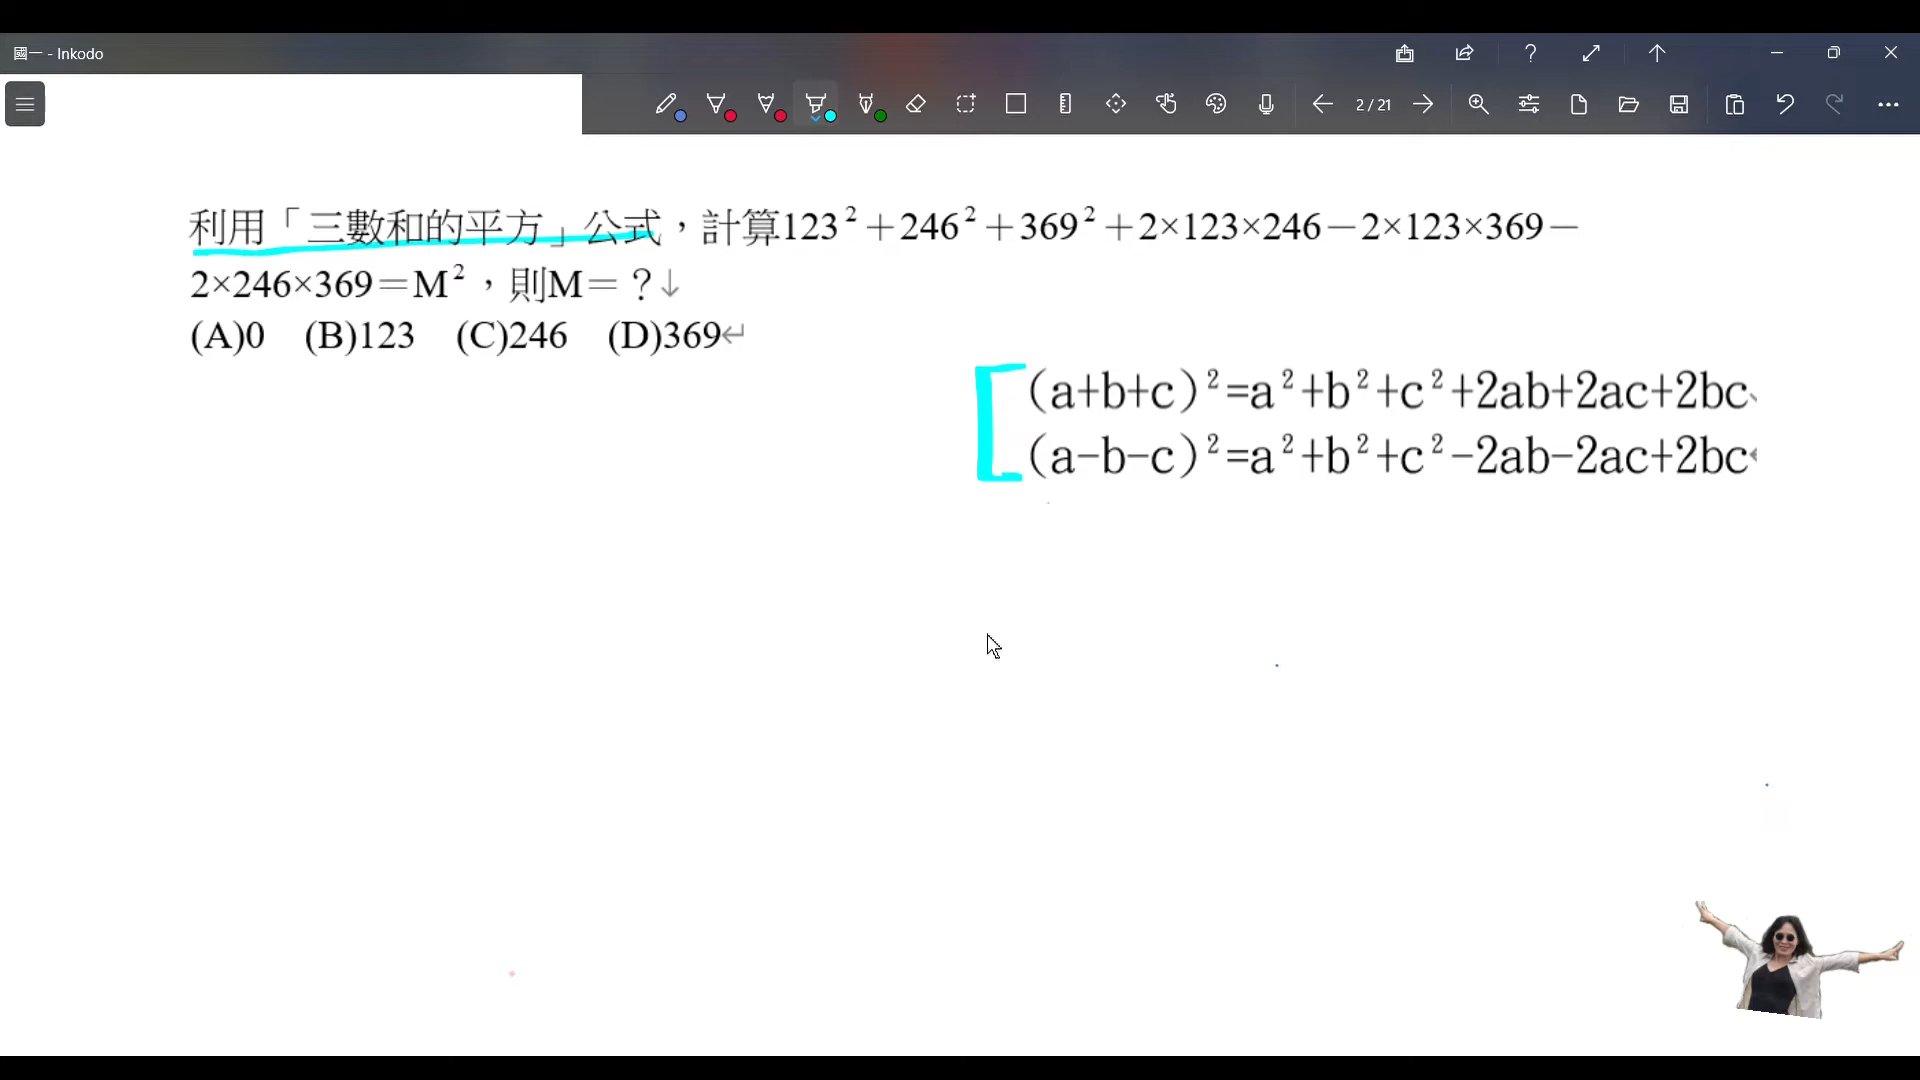 國一 - Inkodo
2 / 21
利用「三數和的平方」公式，計算123²＋246²＋369²＋2×123×246－2×123×369－
2×246×369＝M²，則M＝？↓
(A)0 (B)123 (C)246 (D)369↵
(a+b+c)²=a²+b²+c²+2ab+2ac+2bc
(a-b-c)²=a²+b²+c²-2ab-2ac+2bc